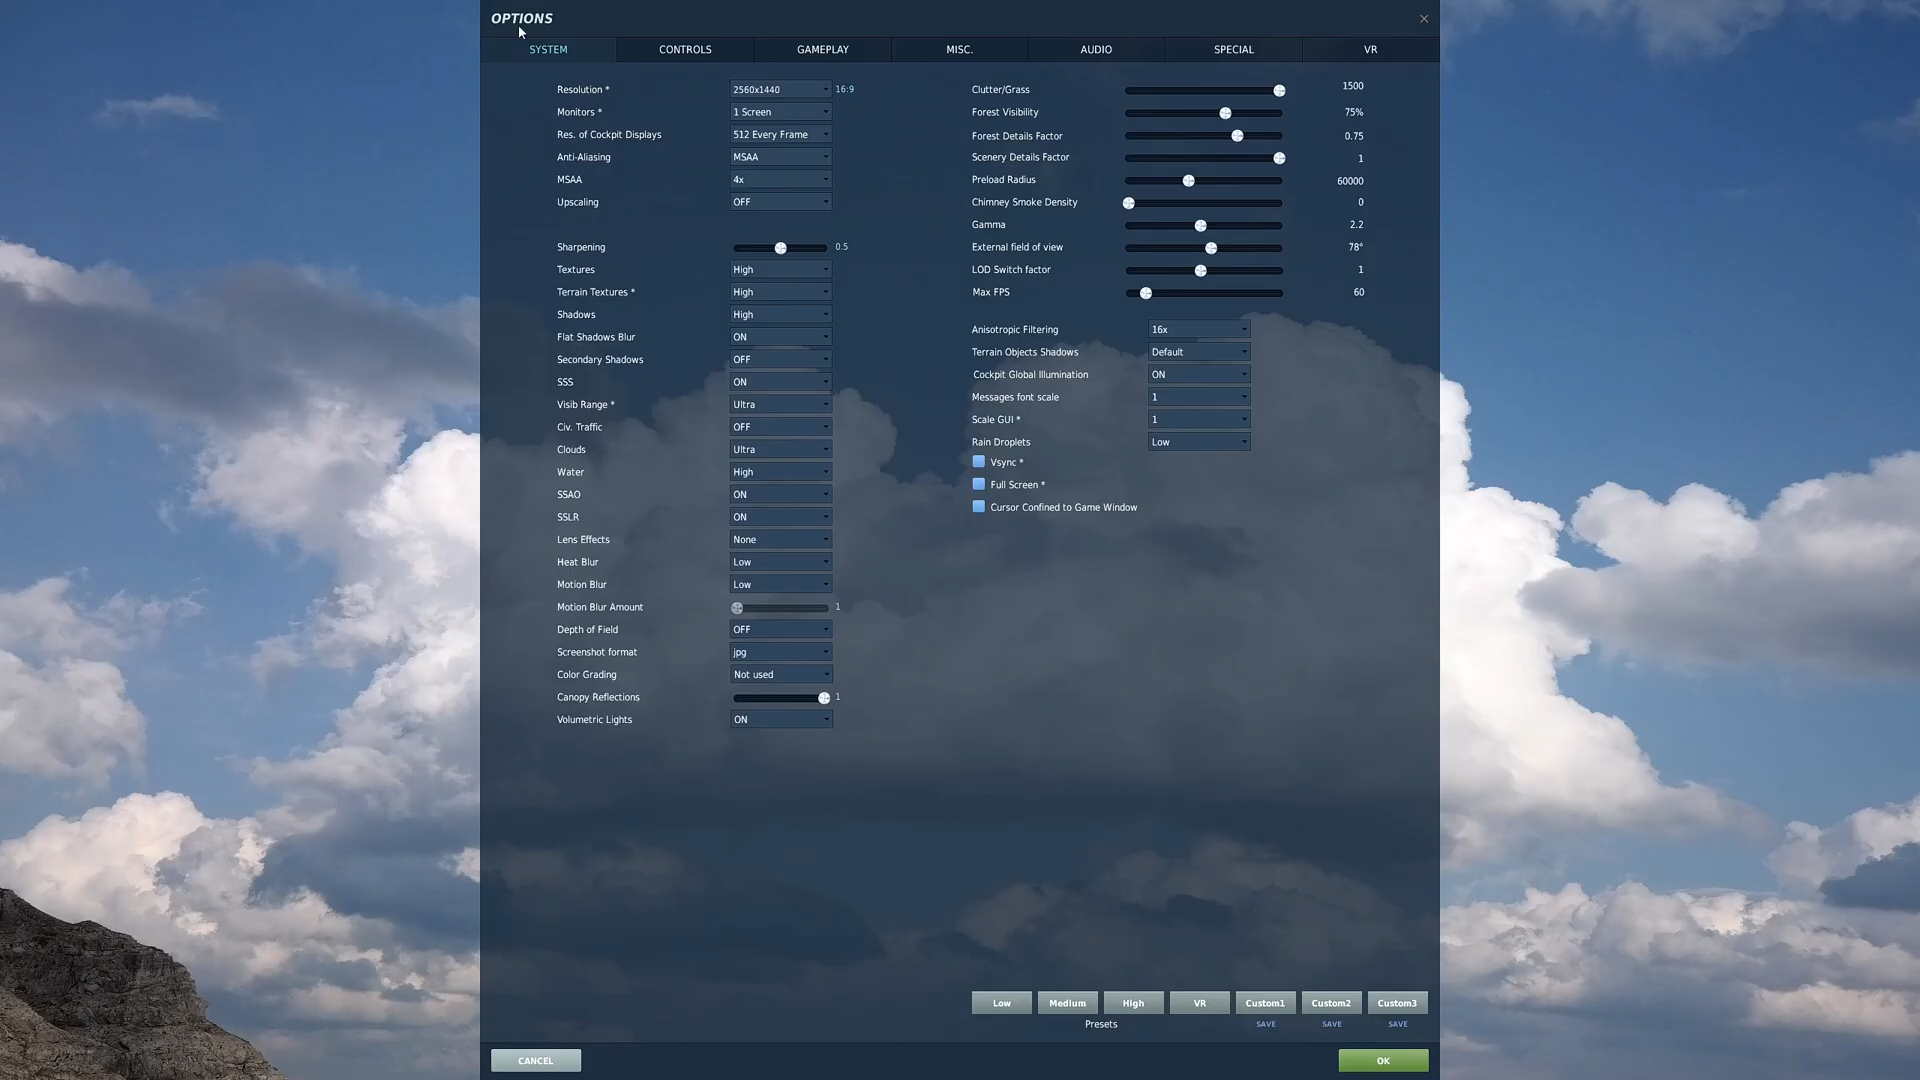 OPTIONS
SYSTEM CONTROLS GAMEPLAY MISC. AUDIO SPECIAL VR
Resolution * 2560x1440 16:9
Monitors * 1 Screen
Res. of Cockpit Displays 512 Every Frame
Anti-Aliasing MSAA
MSAA 4x
Upscaling OFF
Sharpening 0.5
Textures High
Terrain Textures * High
Shadows High
Flat Shadows Blur ON
Secondary Shadows OFF
SSS ON
Visib Range * Ultra
Civ. Traffic OFF
Clouds Ultra
Water High
SSAO ON
SSLR ON
Lens Effects None
Heat Blur Low
Motion Blur Low
Motion Blur Amount 1
Depth of Field OFF
Screenshot format jpg
Color Grading Not used
Canopy Reflections 1
Volumetric Lights ON
Clutter/Grass 1500
Forest Visibility 75%
Forest Details Factor 0.75
Scenery Details Factor 1
Preload Radius 60000
Chimney Smoke Density 0
Gamma 2.2
External field of view 78°
LOD Switch factor 1
Max FPS 60
Anisotropic Filtering 16x
Terrain Objects Shadows Default
Cockpit Global Illumination ON
Messages font scale 1
Scale GUI * 1
Rain Droplets Low
Vsync *
Full Screen *
Cursor Confined to Game Window
Low Medium High VR Custom1 Custom2 Custom3
Presets SAVE SAVE SAVE
CANCEL OK